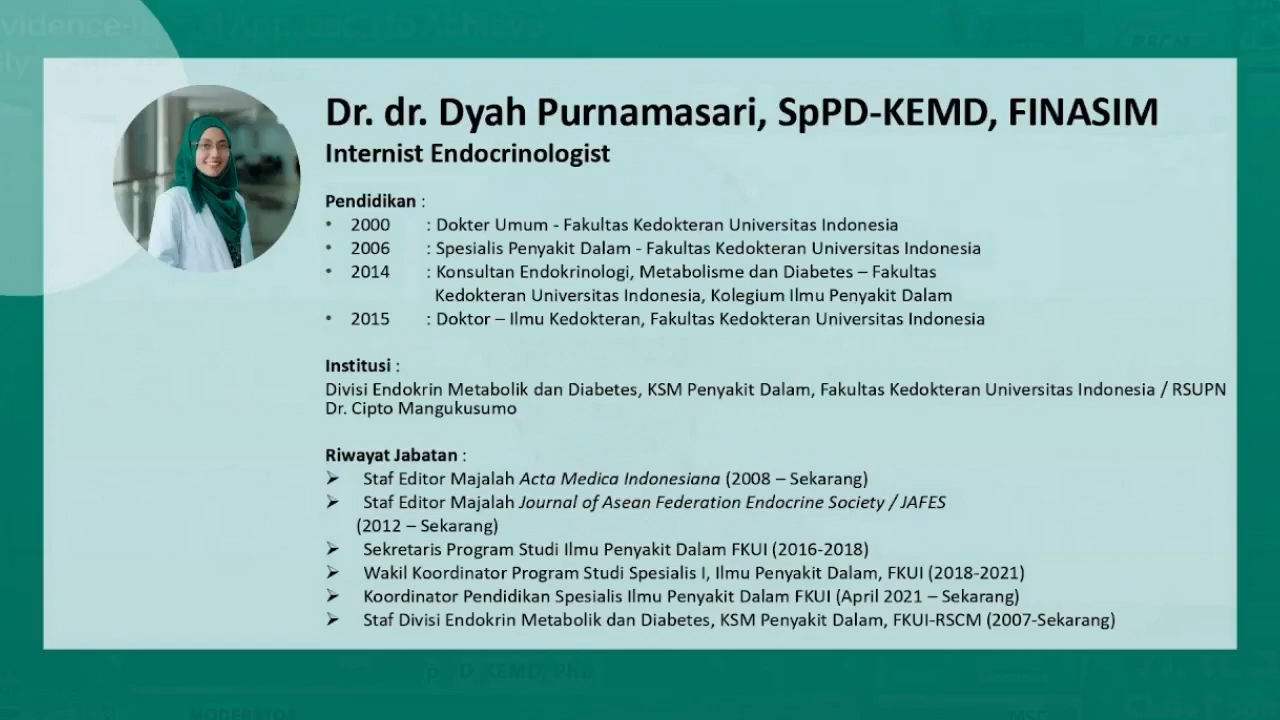 Dr. dr. Dyah Purnamasari, SpPD-KEMD, FINASIM
Internist Endocrinologist
Pendidikan :
• 2000 : Dokter Umum - Fakultas Kedokteran Universitas Indonesia
• 2006 : Spesialis Penyakit Dalam - Fakultas Kedokteran Universitas Indonesia
• 2014 : Konsultan Endokrinologi, Metabolisme dan Diabetes – Fakultas
Kedokteran Universitas Indonesia, Kolegium Ilmu Penyakit Dalam
• 2015 : Doktor – Ilmu Kedokteran, Fakultas Kedokteran Universitas Indonesia
Institusi :
Divisi Endokrin Metabolik dan Diabetes, KSM Penyakit Dalam, Fakultas Kedokteran Universitas Indonesia / RSUPN
Dr. Cipto Mangukusumo
Riwayat Jabatan :
➢ Staf Editor Majalah Acta Medica Indonesiana (2008 – Sekarang)
➢ Staf Editor Majalah Journal of Asean Federation Endocrine Society / JAFES
(2012 – Sekarang)
➢ Sekretaris Program Studi Ilmu Penyakit Dalam FKUI (2016-2018)
➢ Wakil Koordinator Program Studi Spesialis I, Ilmu Penyakit Dalam, FKUI (2018-2021)
➢ Koordinator Pendidikan Spesialis Ilmu Penyakit Dalam FKUI (April 2021 – Sekarang)
➢ Staf Divisi Endokrin Metabolik dan Diabetes, KSM Penyakit Dalam, FKUI-RSCM (2007-Sekarang)
MODERATOR